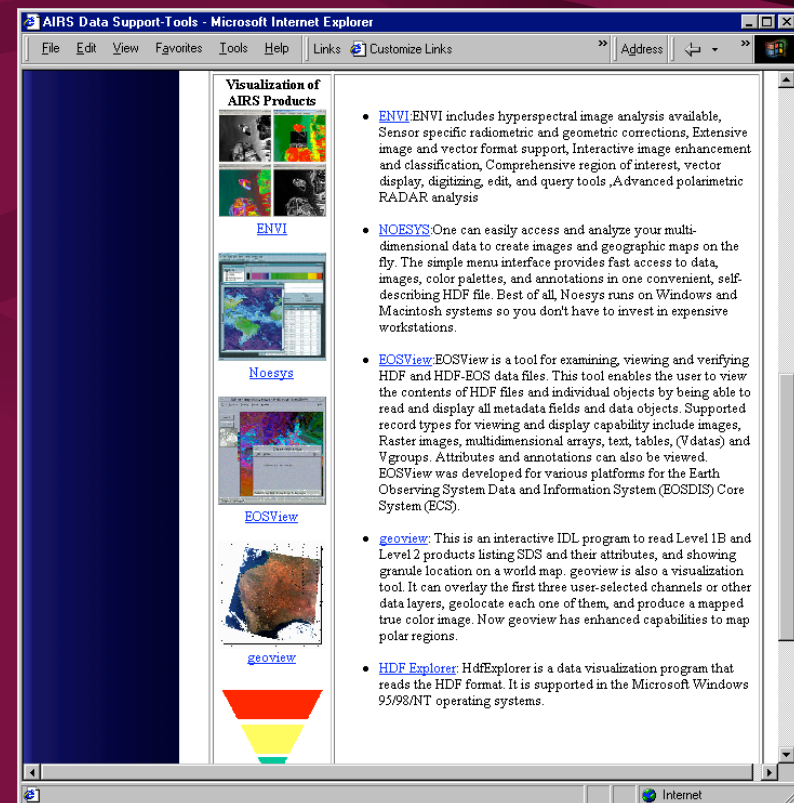 AIRS Data Support-Tools - Microsoft Internet Explorer
File Edit View Favorites Tools Help Links Customize Links » Address »
Visualization of
AIRS Products
ENVI
Noesys
EOSView
geoview
ENVI:ENVI includes hyperspectral image analysis available,
Sensor specific radiometric and geometric corrections, Extensive
image and vector format support, Interactive image enhancement
and classification, Comprehensive region of interest, vector
display, digitizing, edit, and query tools ,Advanced polarimetric
RADAR analysis
NOESYS:One can easily access and analyze your multi-
dimensional data to create images and geographic maps on the
fly. The simple menu interface provides fast access to data,
images, color palettes, and annotations in one convenient, self-
describing HDF file. Best of all, Noesys runs on Windows and
Macintosh systems so you don't have to invest in expensive
workstations.
EOSView:EOSView is a tool for examining, viewing and verifying
HDF and HDF-EOS data files. This tool enables the user to view
the contents of HDF files and individual objects by being able to
read and display all metadata fields and data objects. Supported
record types for viewing and display capability include images,
Raster images, multidimensional arrays, text, tables, (Vdatas) and
Vgroups. Attributes and annotations can also be viewed.
EOSView was developed for various platforms for the Earth
Observing System Data and Information System (EOSDIS) Core
System (ECS).
geoview: This is an interactive IDL program to read Level 1B and
Level 2 products listing SDS and their attributes, and showing
granule location on a world map. geoview is also a visualization
tool. It can overlay the first three user-selected channels or other
data layers, geolocate each one of them, and produce a mapped
true color image. Now geoview has enhanced capabilities to map
polar regions.
HDF Explorer: HdfExplorer is a data visualization program that
reads the HDF format. It is supported in the Microsoft Windows
95/98/NT operating systems.
Internet